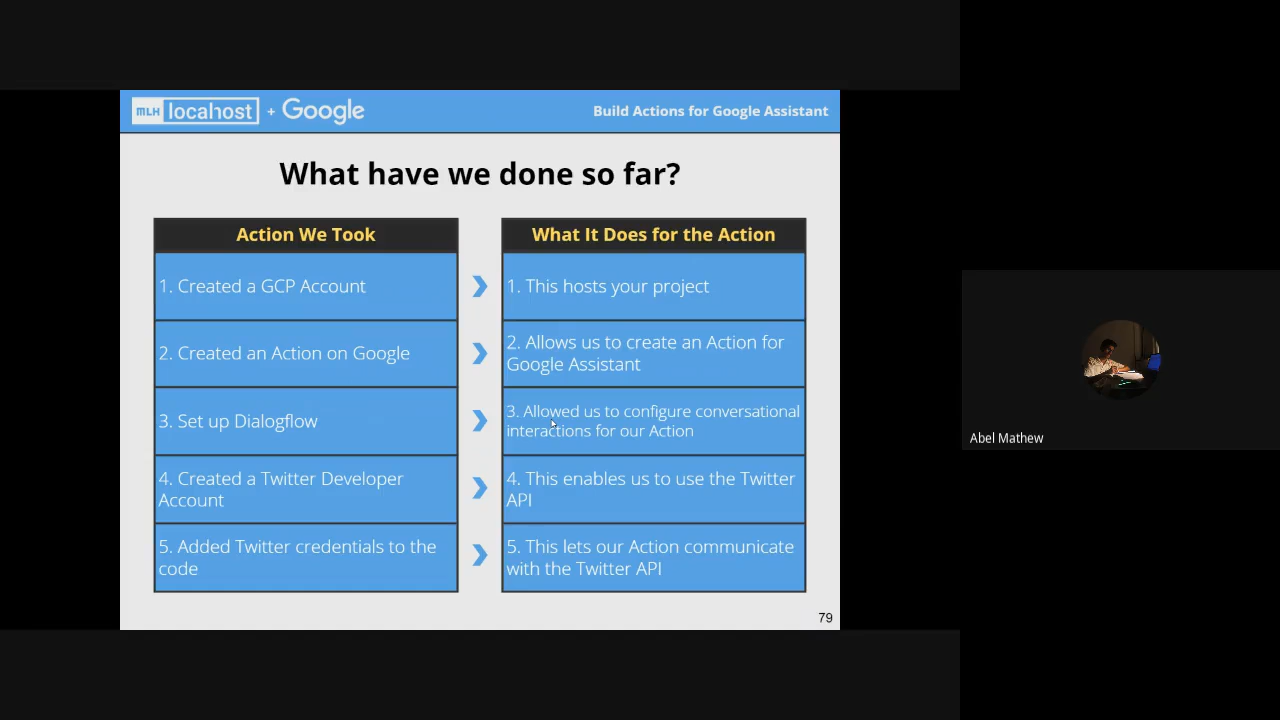 MLH localhost + Google
Build Actions for Google Assistant
What have we done so far?
Action We Took
What It Does for the Action
1. Created a GCP Account
1. This hosts your project
2. Created an Action on Google
2. Allows us to create an Action for
Google Assistant
3. Set up Dialogflow
3. Allowed us to configure conversational
interactions for our Action
4. Created a Twitter Developer
Account
4. This enables us to use the Twitter
API
5. Added Twitter credentials to the
code
5. This lets our Action communicate
with the Twitter API
79
Abel Mathew